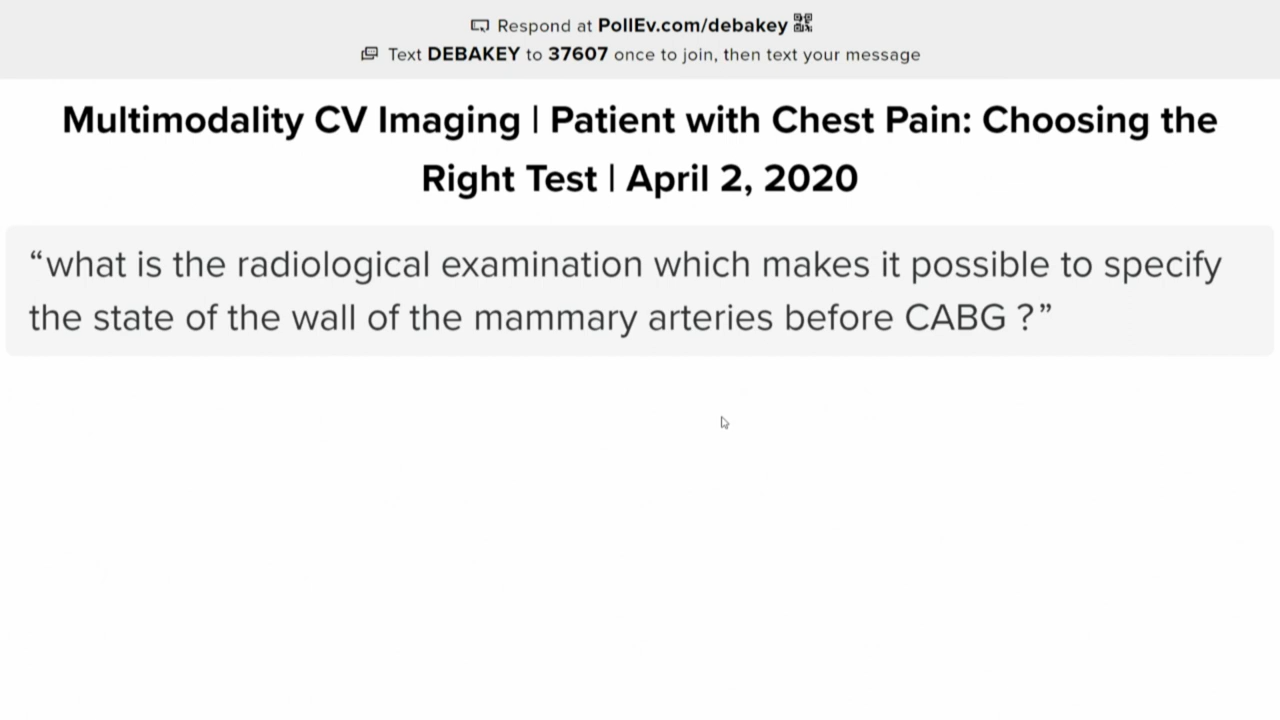 Respond at PollEv.com/debakey
Text DEBAKEY to 37607 once to join, then text your message
Multimodality CV Imaging | Patient with Chest Pain: Choosing the
Right Test | April 2, 2020
“what is the radiological examination which makes it possible to specify
the state of the wall of the mammary arteries before CABG ?”